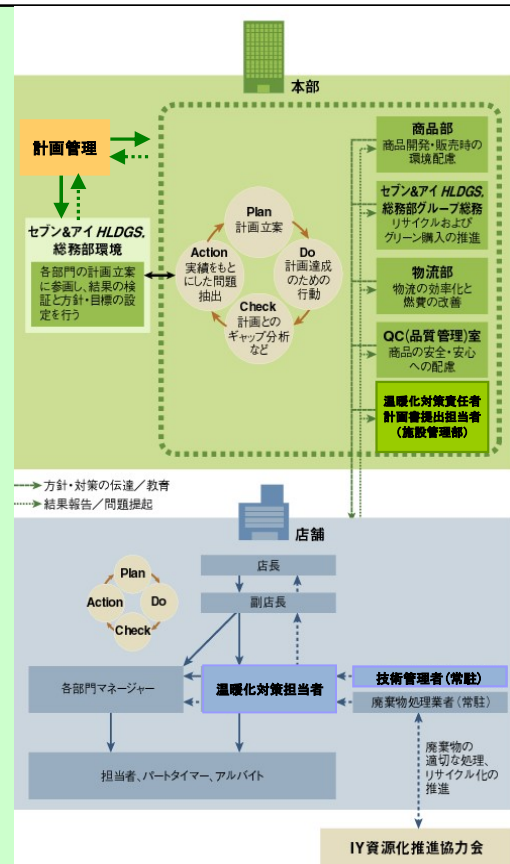 本部
計画管理
セブン&アイ HLDGS.
総務部環境
各部門の計画立案
に参画し、結果の検
証と方針・目標の設
定を行う
Plan
計画立案
Do
計画達成
のための
行動
Check
計画との
ギャップ分析
など
Action
実績をもと
にした問題
抽出
商品部
商品開発・販売時の
環境配慮
セブン&アイ HLDGS.
総務部グループ総務
リサイクルおよび
グリーン購入の推進
物流部
物流の効率化と
燃費の改善
QC(品質管理)室
商品の安全・安心
への配慮
温暖化対策責任者
計画書提出担当者
(施設管理部)
方針・対策の伝達/教育
結果報告/問題提起
店舗
Plan
Do
Check
Action
店長
副店長
各部門マネージャー
温暖化対策担当者
技術管理者(常駐)
廃棄物処理業者(常駐)
担当者、パートタイマー、アルバイト
廃棄物の
適切な処理、
リサイクル化の
推進
IY資源化推進協力会